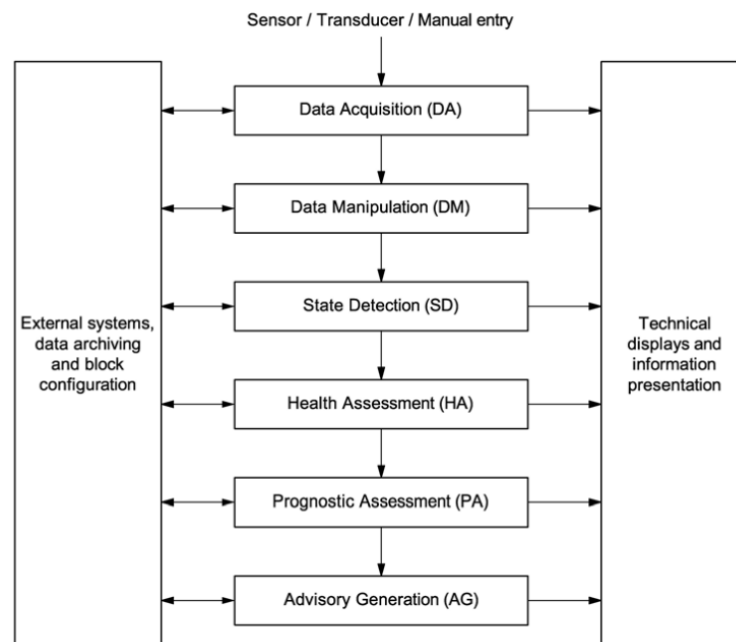 Sensor / Transducer / Manual entry
Data Acquisition (DA)
Data Manipulation (DM)
State Detection (SD)
External systems,
data archiving
and block
configuration
Technical
displays and
information
presentation
Health Assessment (HA)
Prognostic Assessment (PA)
Advisory Generation (AG)